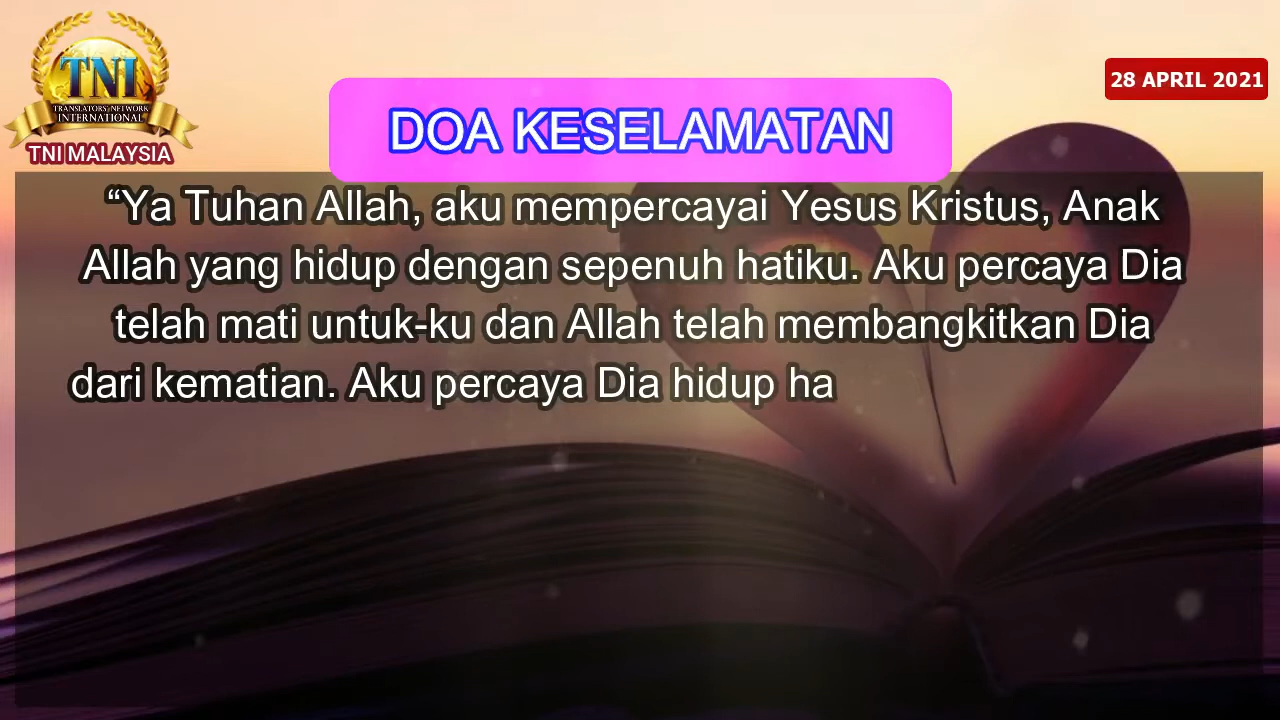 TNI
TRANSLATORS' NETWORK
INTERNATIONAL
TNI MALAYSIA
28 APRIL 2021
DOA KESELAMATAN
“Ya Tuhan Allah, aku mempercayai Yesus Kristus, Anak
Allah yang hidup dengan sepenuh hatiku. Aku percaya Dia
telah mati untuk-ku dan Allah telah membangkitkan Dia
dari kematian. Aku percaya Dia hidup ha